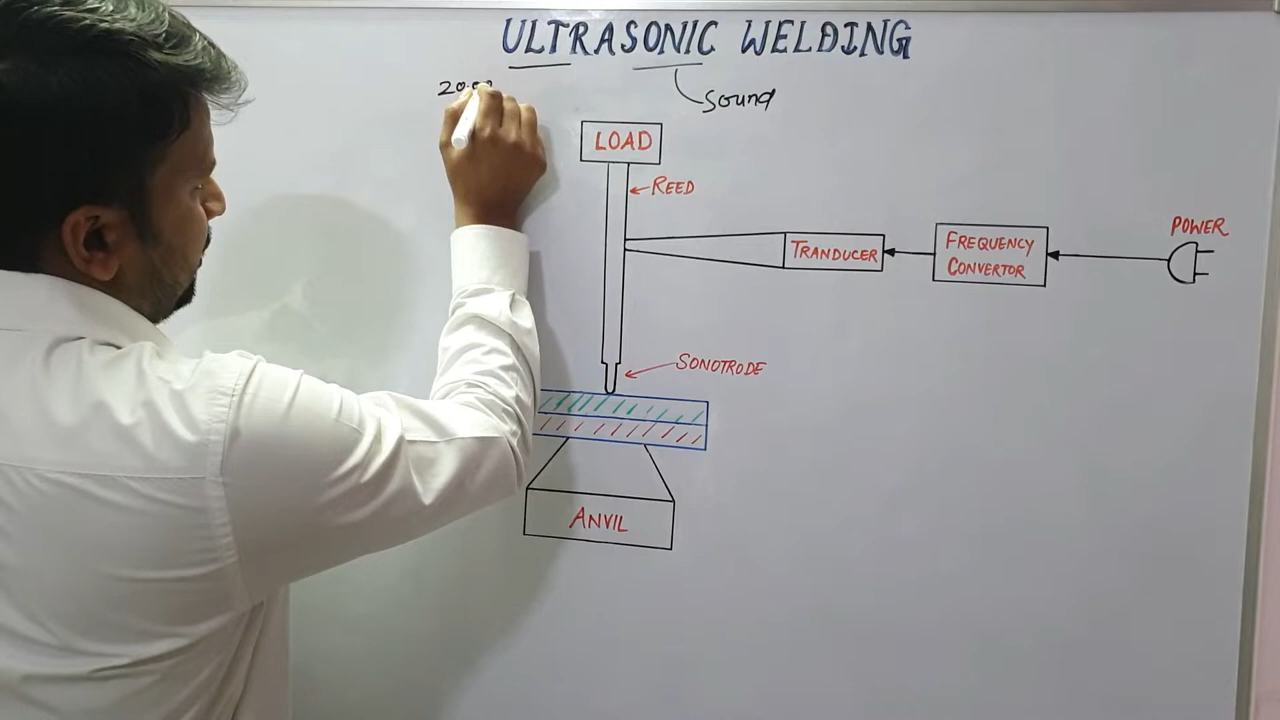 ULTRASONIC WELDING
Sound
LOAD
REED
POWER
FREQUENCY
CONVERTOR
TRANDUCER
SONOTRODE
ANVIL